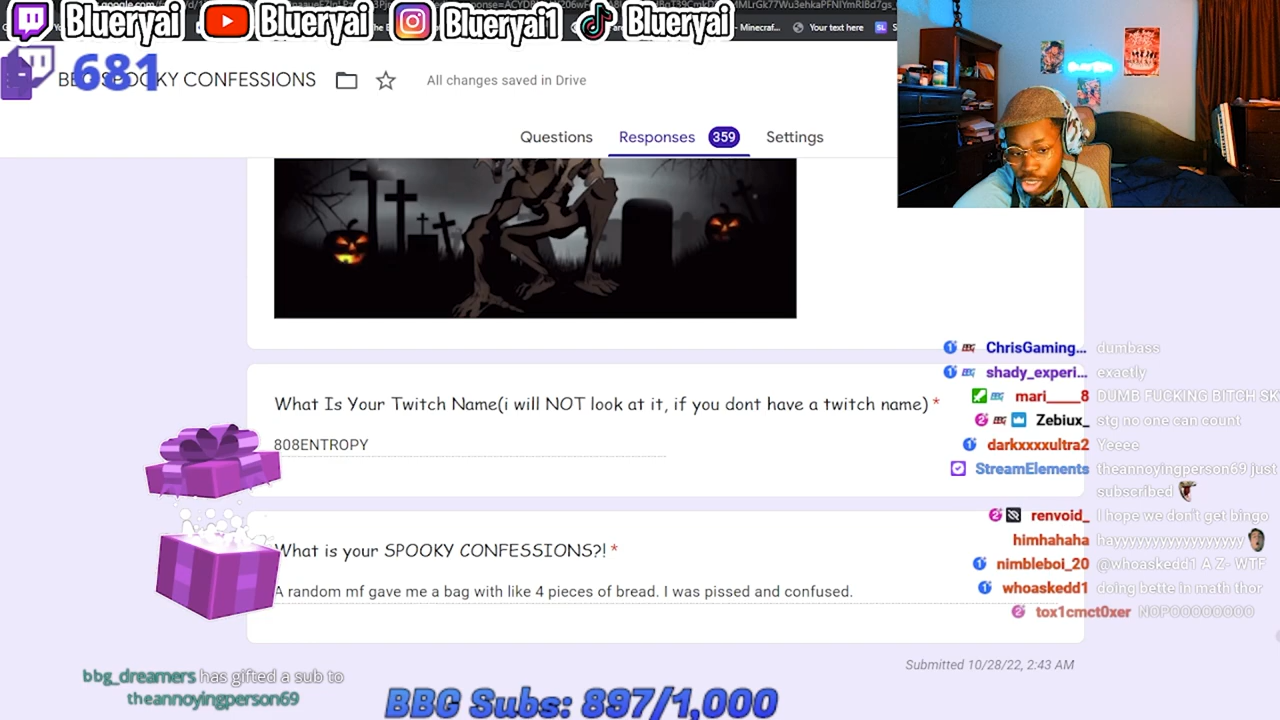 Blueryai Blueryai Blueryai1 Blueryai
Minecraf... Your text here SL
681
SPOOKY CONFESSIONS All changes saved in Drive
Questions Responses 359 Settings
What Is Your Twitch Name(i will NOT look at it, if you dont have a twitch name) *
808ENTROPY
What is your SPOOKY CONFESSIONS?! *
A random mf gave me a bag with like 4 pieces of bread. I was pissed and confused.
Submitted 10/28/22, 2:43 AM
ChrisGaming... dumbass
shady_experi... exactly
mari____8 DUMB FUCKING BITCH SK
Zebiux_ stg no one can count
darkxxxxultra2 Yeeee
StreamElements theannoyingperson69 just
subscribed
renvoid_ I hope we don't get bingo
himhahaha
nimbleboi_20 @whoaskedd1 A Z- WTF
whoaskedd1 doing bette in math thor
tox1cmct0xer NOPOOOOOOOO
bbg_dreamers has gifted a sub to
theannoyingperson69
BBG Subs: 897/1,000